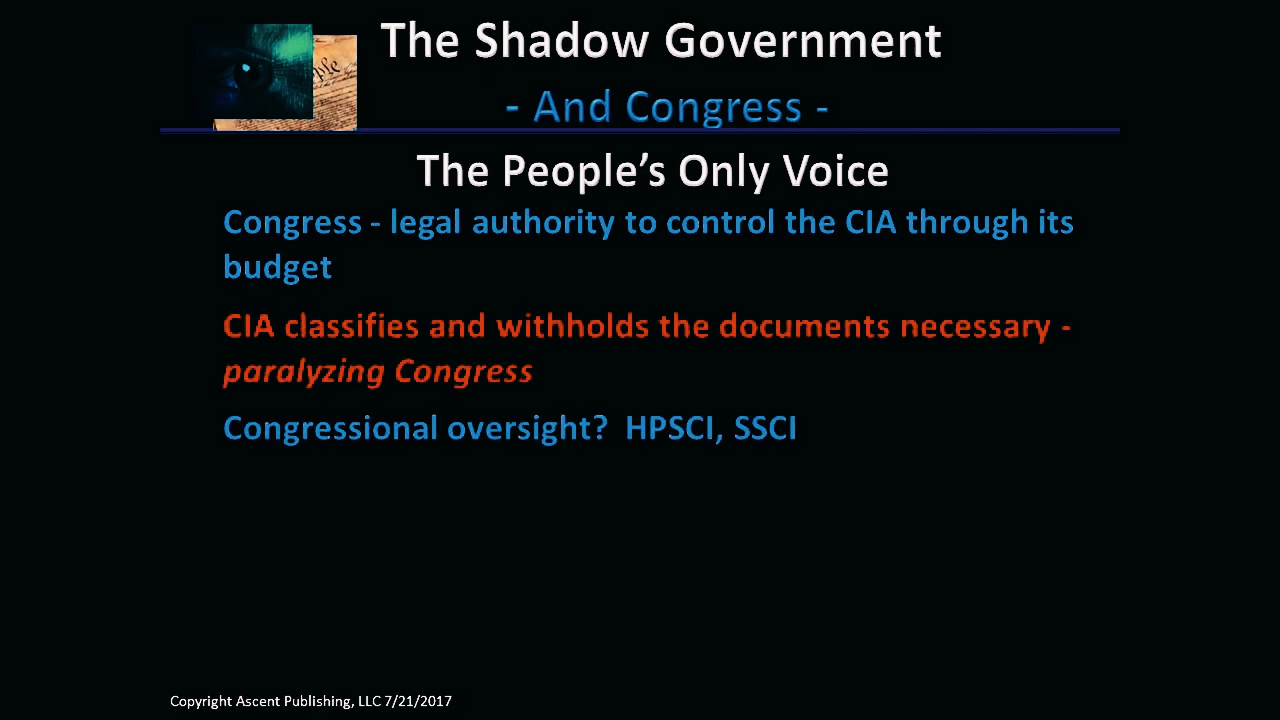 The Shadow Government
- And Congress -
ple
The People’s Only Voice
Congress - legal authority to control the CIA through its
budget
CIA classifies and withholds the documents necessary -
paralyzing Congress
Congressional oversight?  HPSCI, SSCI
Copyright Ascent Publishing, LLC 7/21/2017